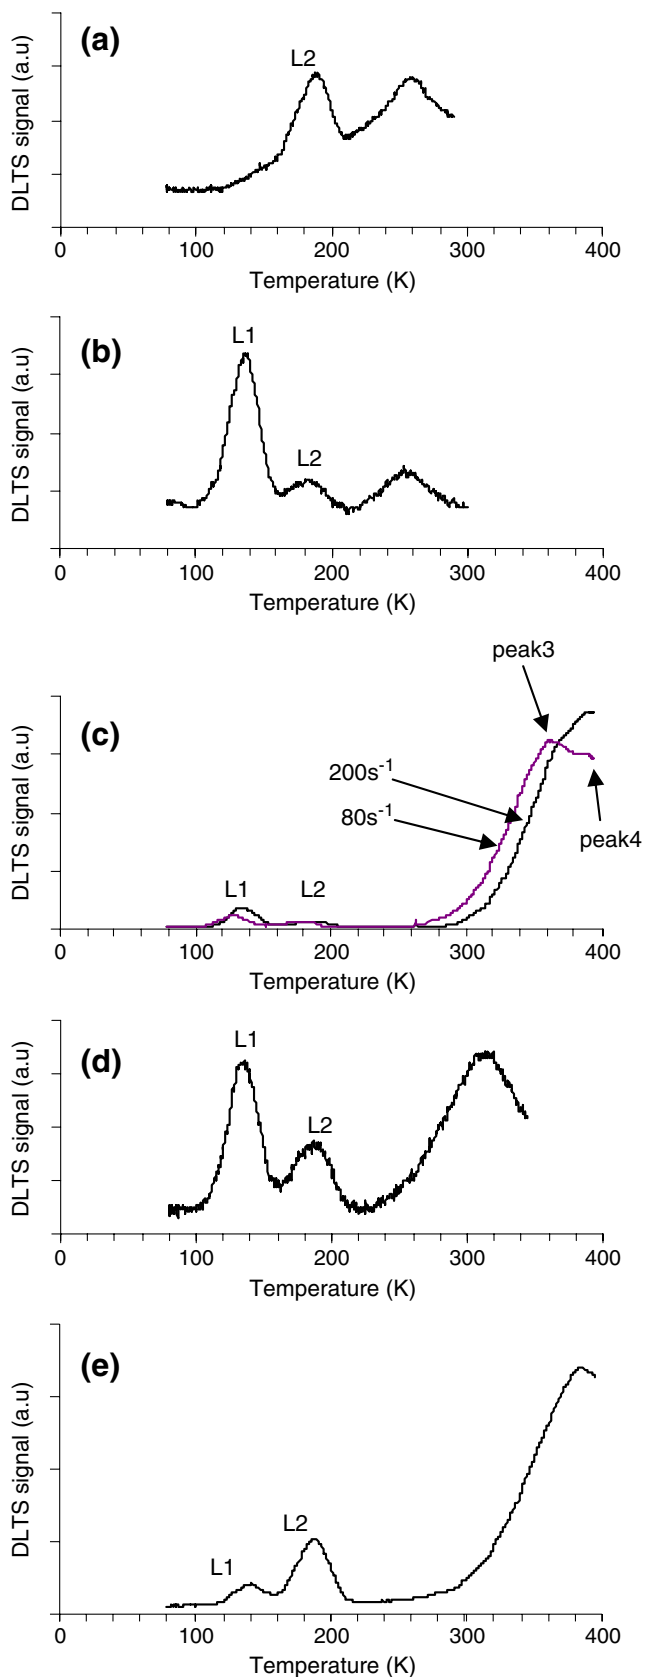 (a)
L2
DLTS signal (a.u)
0 100 200 300 400
Temperature (K)
(b)
L1
L2
DLTS signal (a.u)
0 100 200 300 400
Temperature (K)
peak3
(c)
200s-1
80s-1
peak4
L1 L2
DLTS signal (a.u)
0 100 200 300 400
Temperature (K)
L1
(d)
L2
DLTS signal (a.u)
0 100 200 300 400
Temperature (K)
(e)
L2
L1
DLTS signal (a.u)
0 100 200 300 400
Temperature (K)